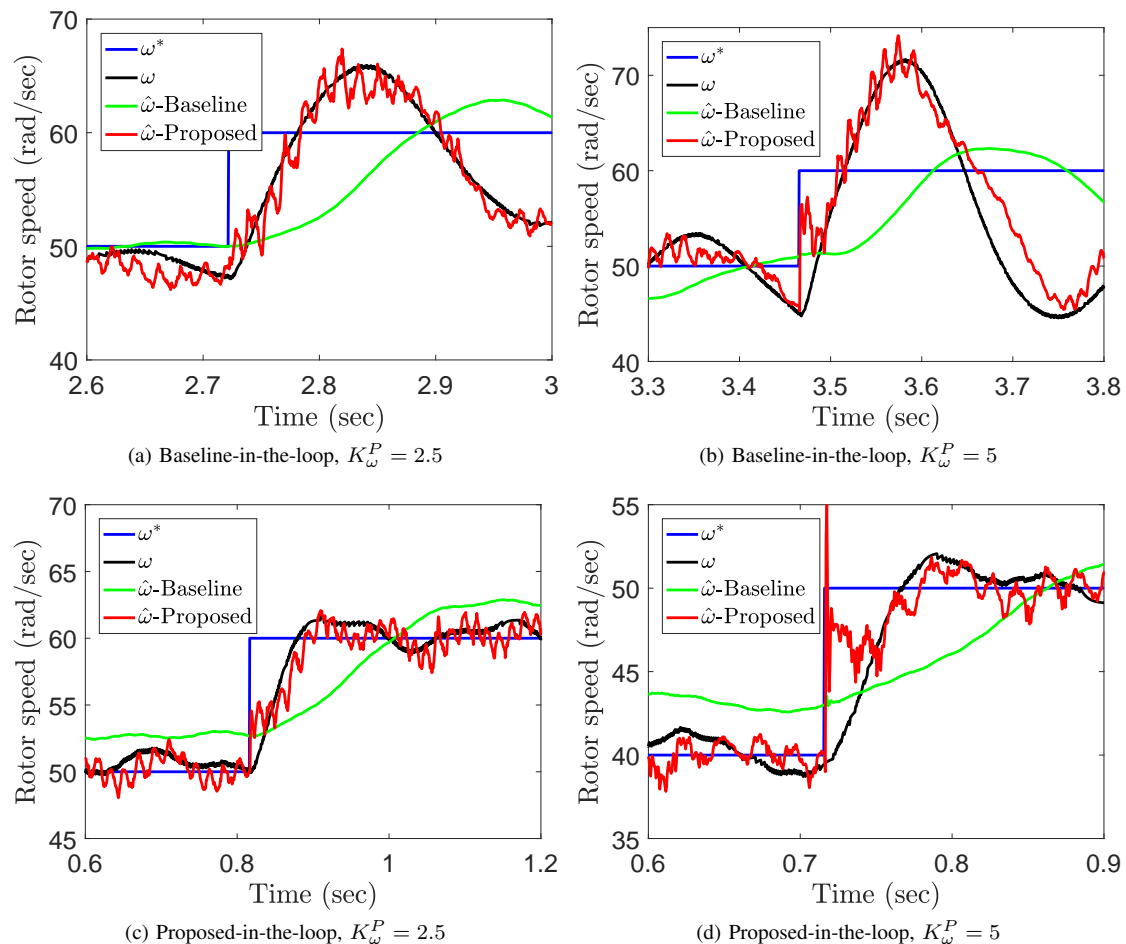 70
60
50
40
Rotor speed (rad/sec)
ω*
ω
ω̂-Baseline
ω̂-Proposed
2.6 2.7 2.8 2.9 3
Time (sec)
(a) Baseline-in-the-loop, K_ω^P = 2.5
70
60
50
40
Rotor speed (rad/sec)
ω*
ω
ω̂-Baseline
ω̂-Proposed
3.3 3.4 3.5 3.6 3.7 3.8
Time (sec)
(b) Baseline-in-the-loop, K_ω^P = 5
70
65
60
55
50
45
Rotor speed (rad/sec)
ω*
ω
ω̂-Baseline
ω̂-Proposed
0.6 0.8 1 1.2
Time (sec)
(c) Proposed-in-the-loop, K_ω^P = 2.5
55
50
45
40
35
Rotor speed (rad/sec)
ω*
ω
ω̂-Baseline
ω̂-Proposed
0.6 0.7 0.8 0.9
Time (sec)
(d) Proposed-in-the-loop, K_ω^P = 5